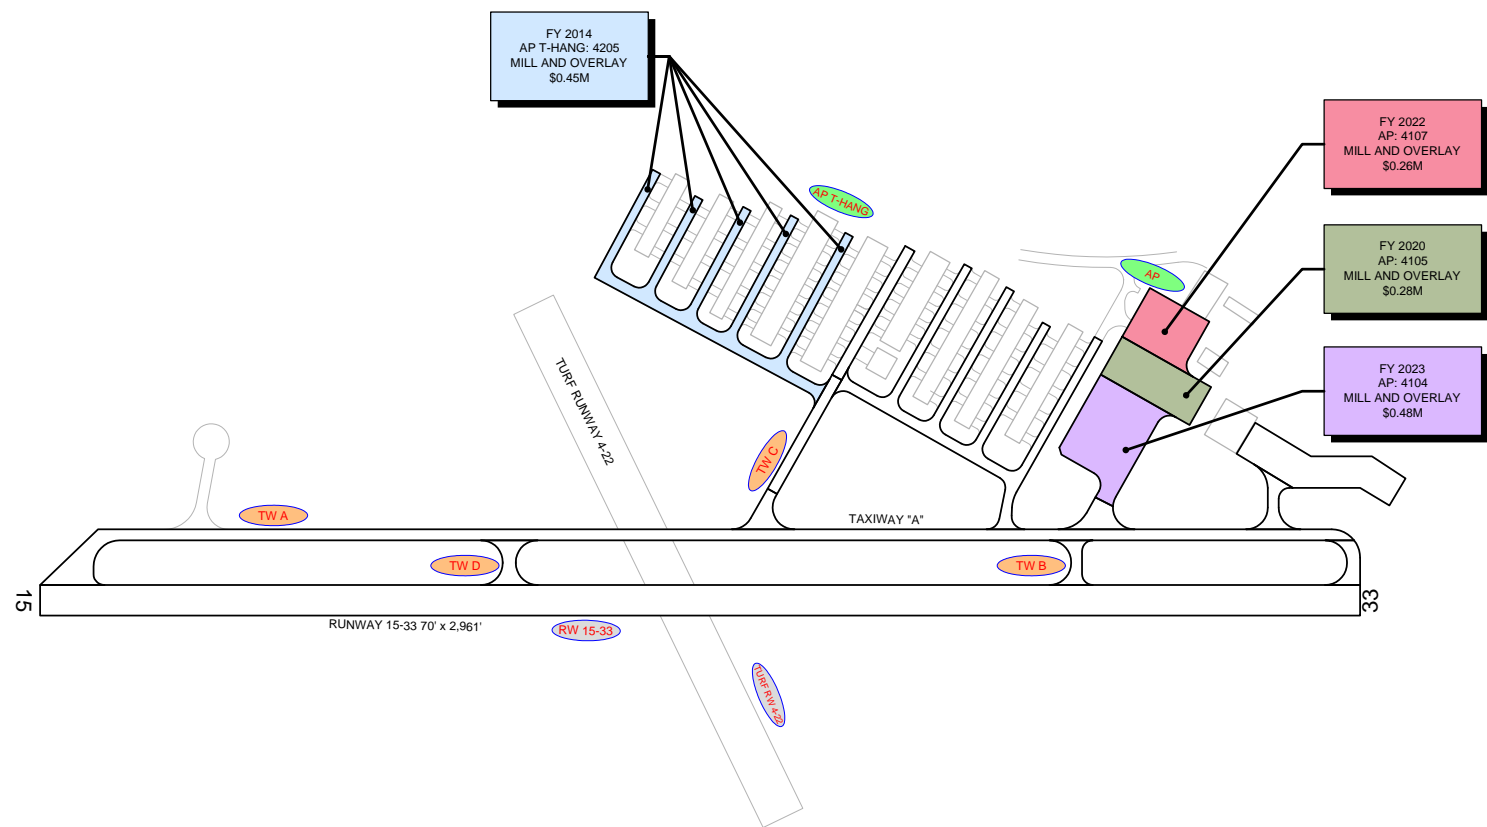 FY 2014
AP T-HANG: 4205
MILL AND OVERLAY
$0.45M
FY 2022
AP: 4107
MILL AND OVERLAY
$0.26M
AP T-HANG
FY 2020
AP: 4105
MILL AND OVERLAY
$0.28M
AP
FY 2023
AP: 4104
MILL AND OVERLAY
$0.48M
TURF RUNWAY 4-22
TW C
TW A
TAXIWAY "A"
TW D
TW B
15
33
RUNWAY 15-33 70' x 2,961'
RW 15-33
TURF RW 4-22